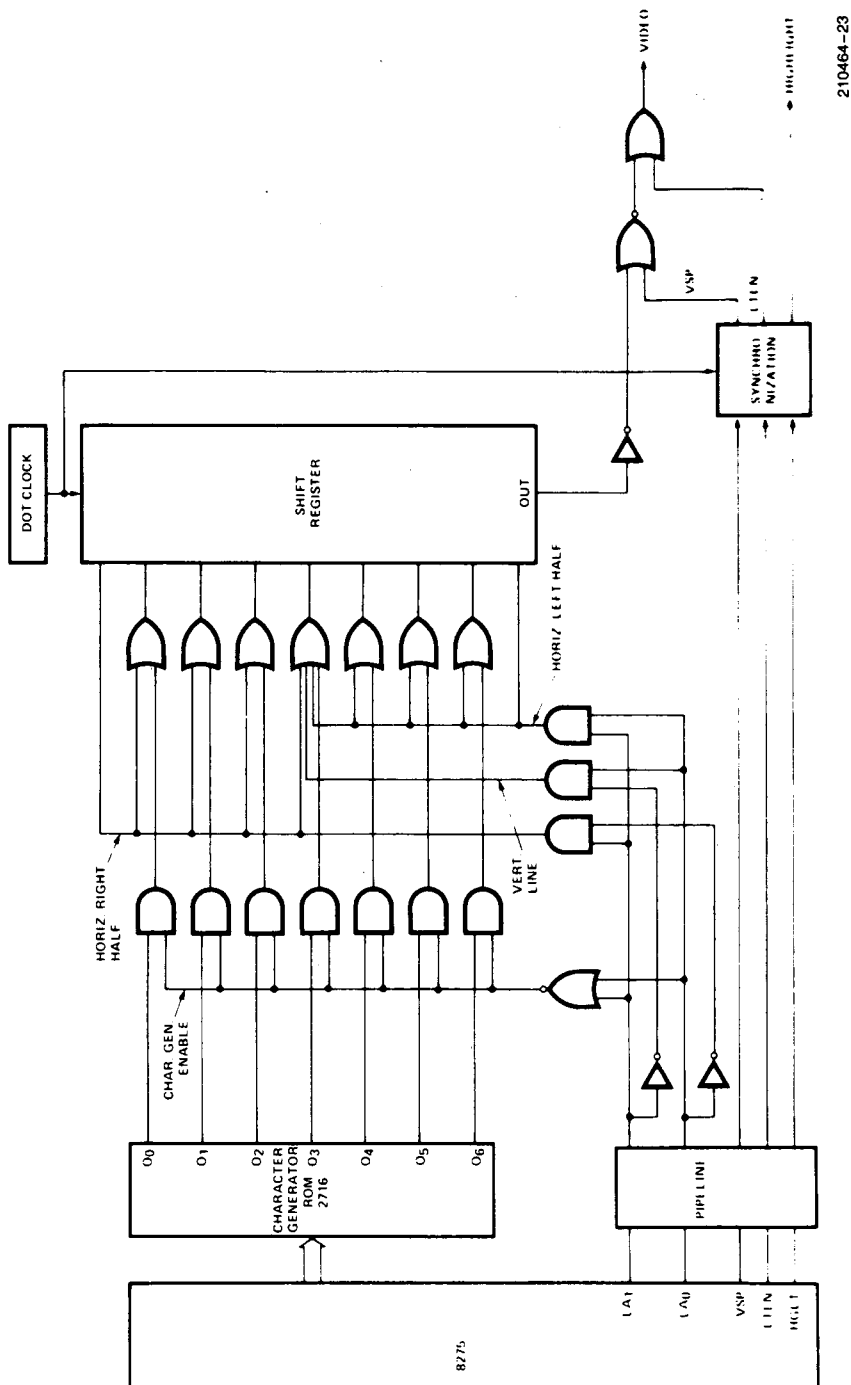 8275
LA1
LA0
VSP
LTEN
HGLT
CHARACTER
GENERATOR
ROM
2716
O0
O1
O2
O3
O4
O5
O6
PIPELINE
CHAR GEN
ENABLE
HORIZ RIGHT
HALF
VERT
LINE
HORIZ LEFT HALF
DOT CLOCK
SHIFT
REGISTER
OUT
SYNCHRO
NIZATION
VSP
LTEN
VIDEO
HIGHLIGHT
210464-23